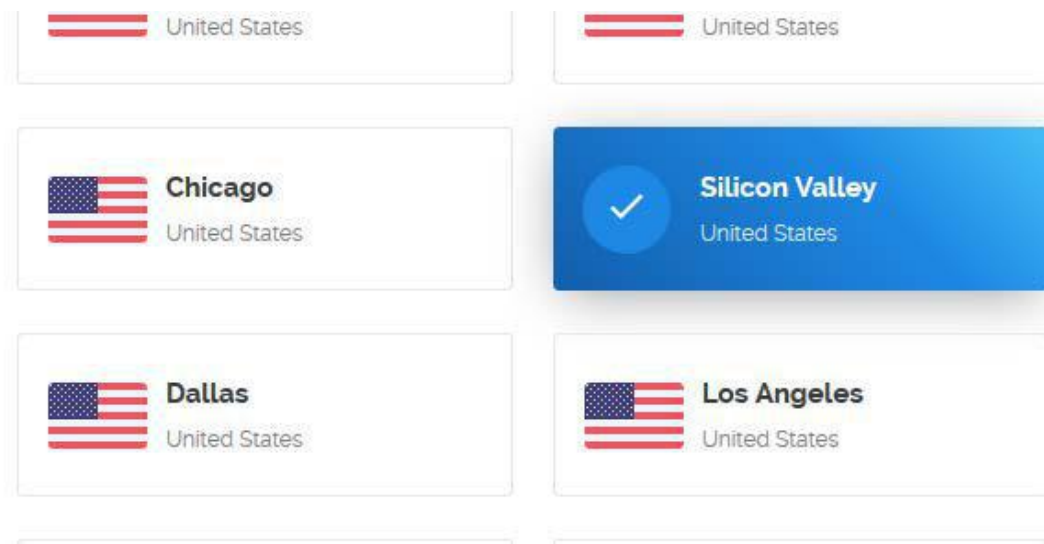 United States
United States
Chicago
United States
Silicon Valley
United States
Dallas
United States
Los Angeles
United States